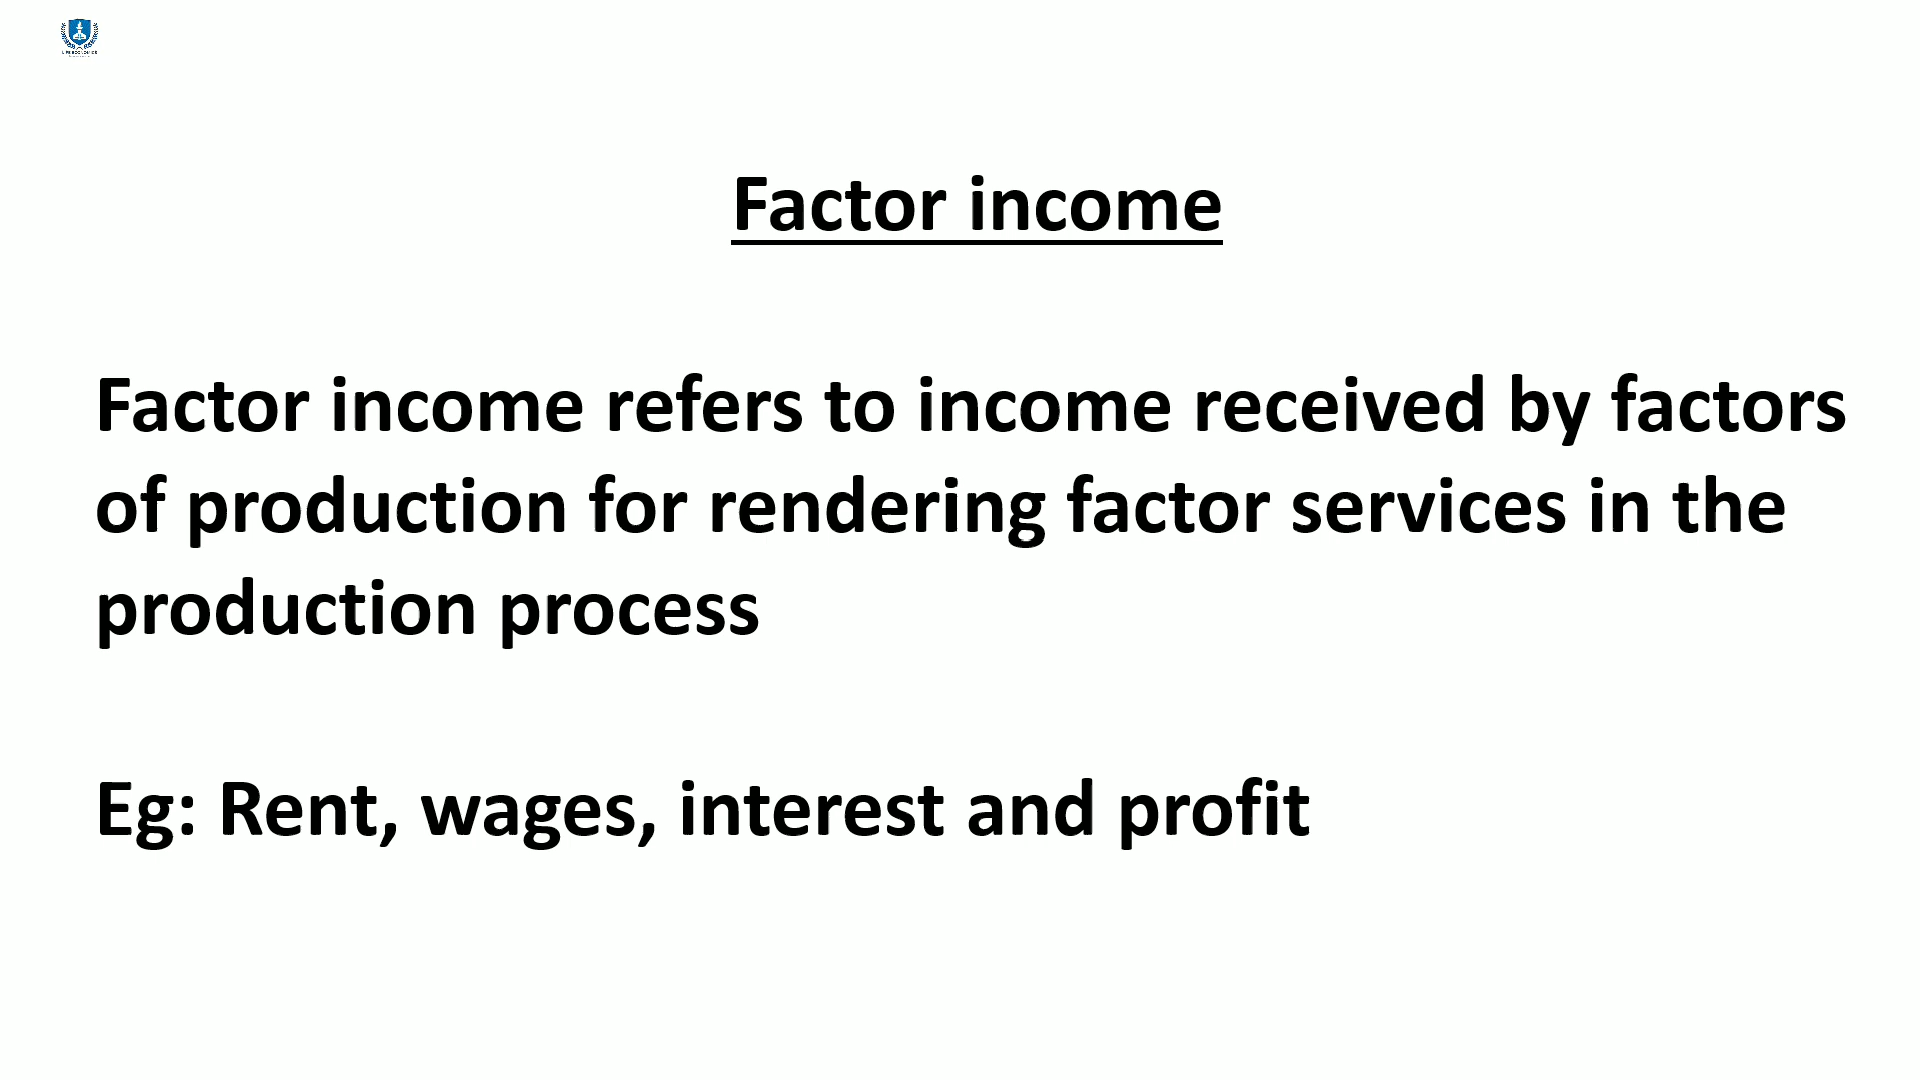 Factor income
Factor income refers to income received by factors
of production for rendering factor services in the
production process
Eg: Rent, wages, interest and profit